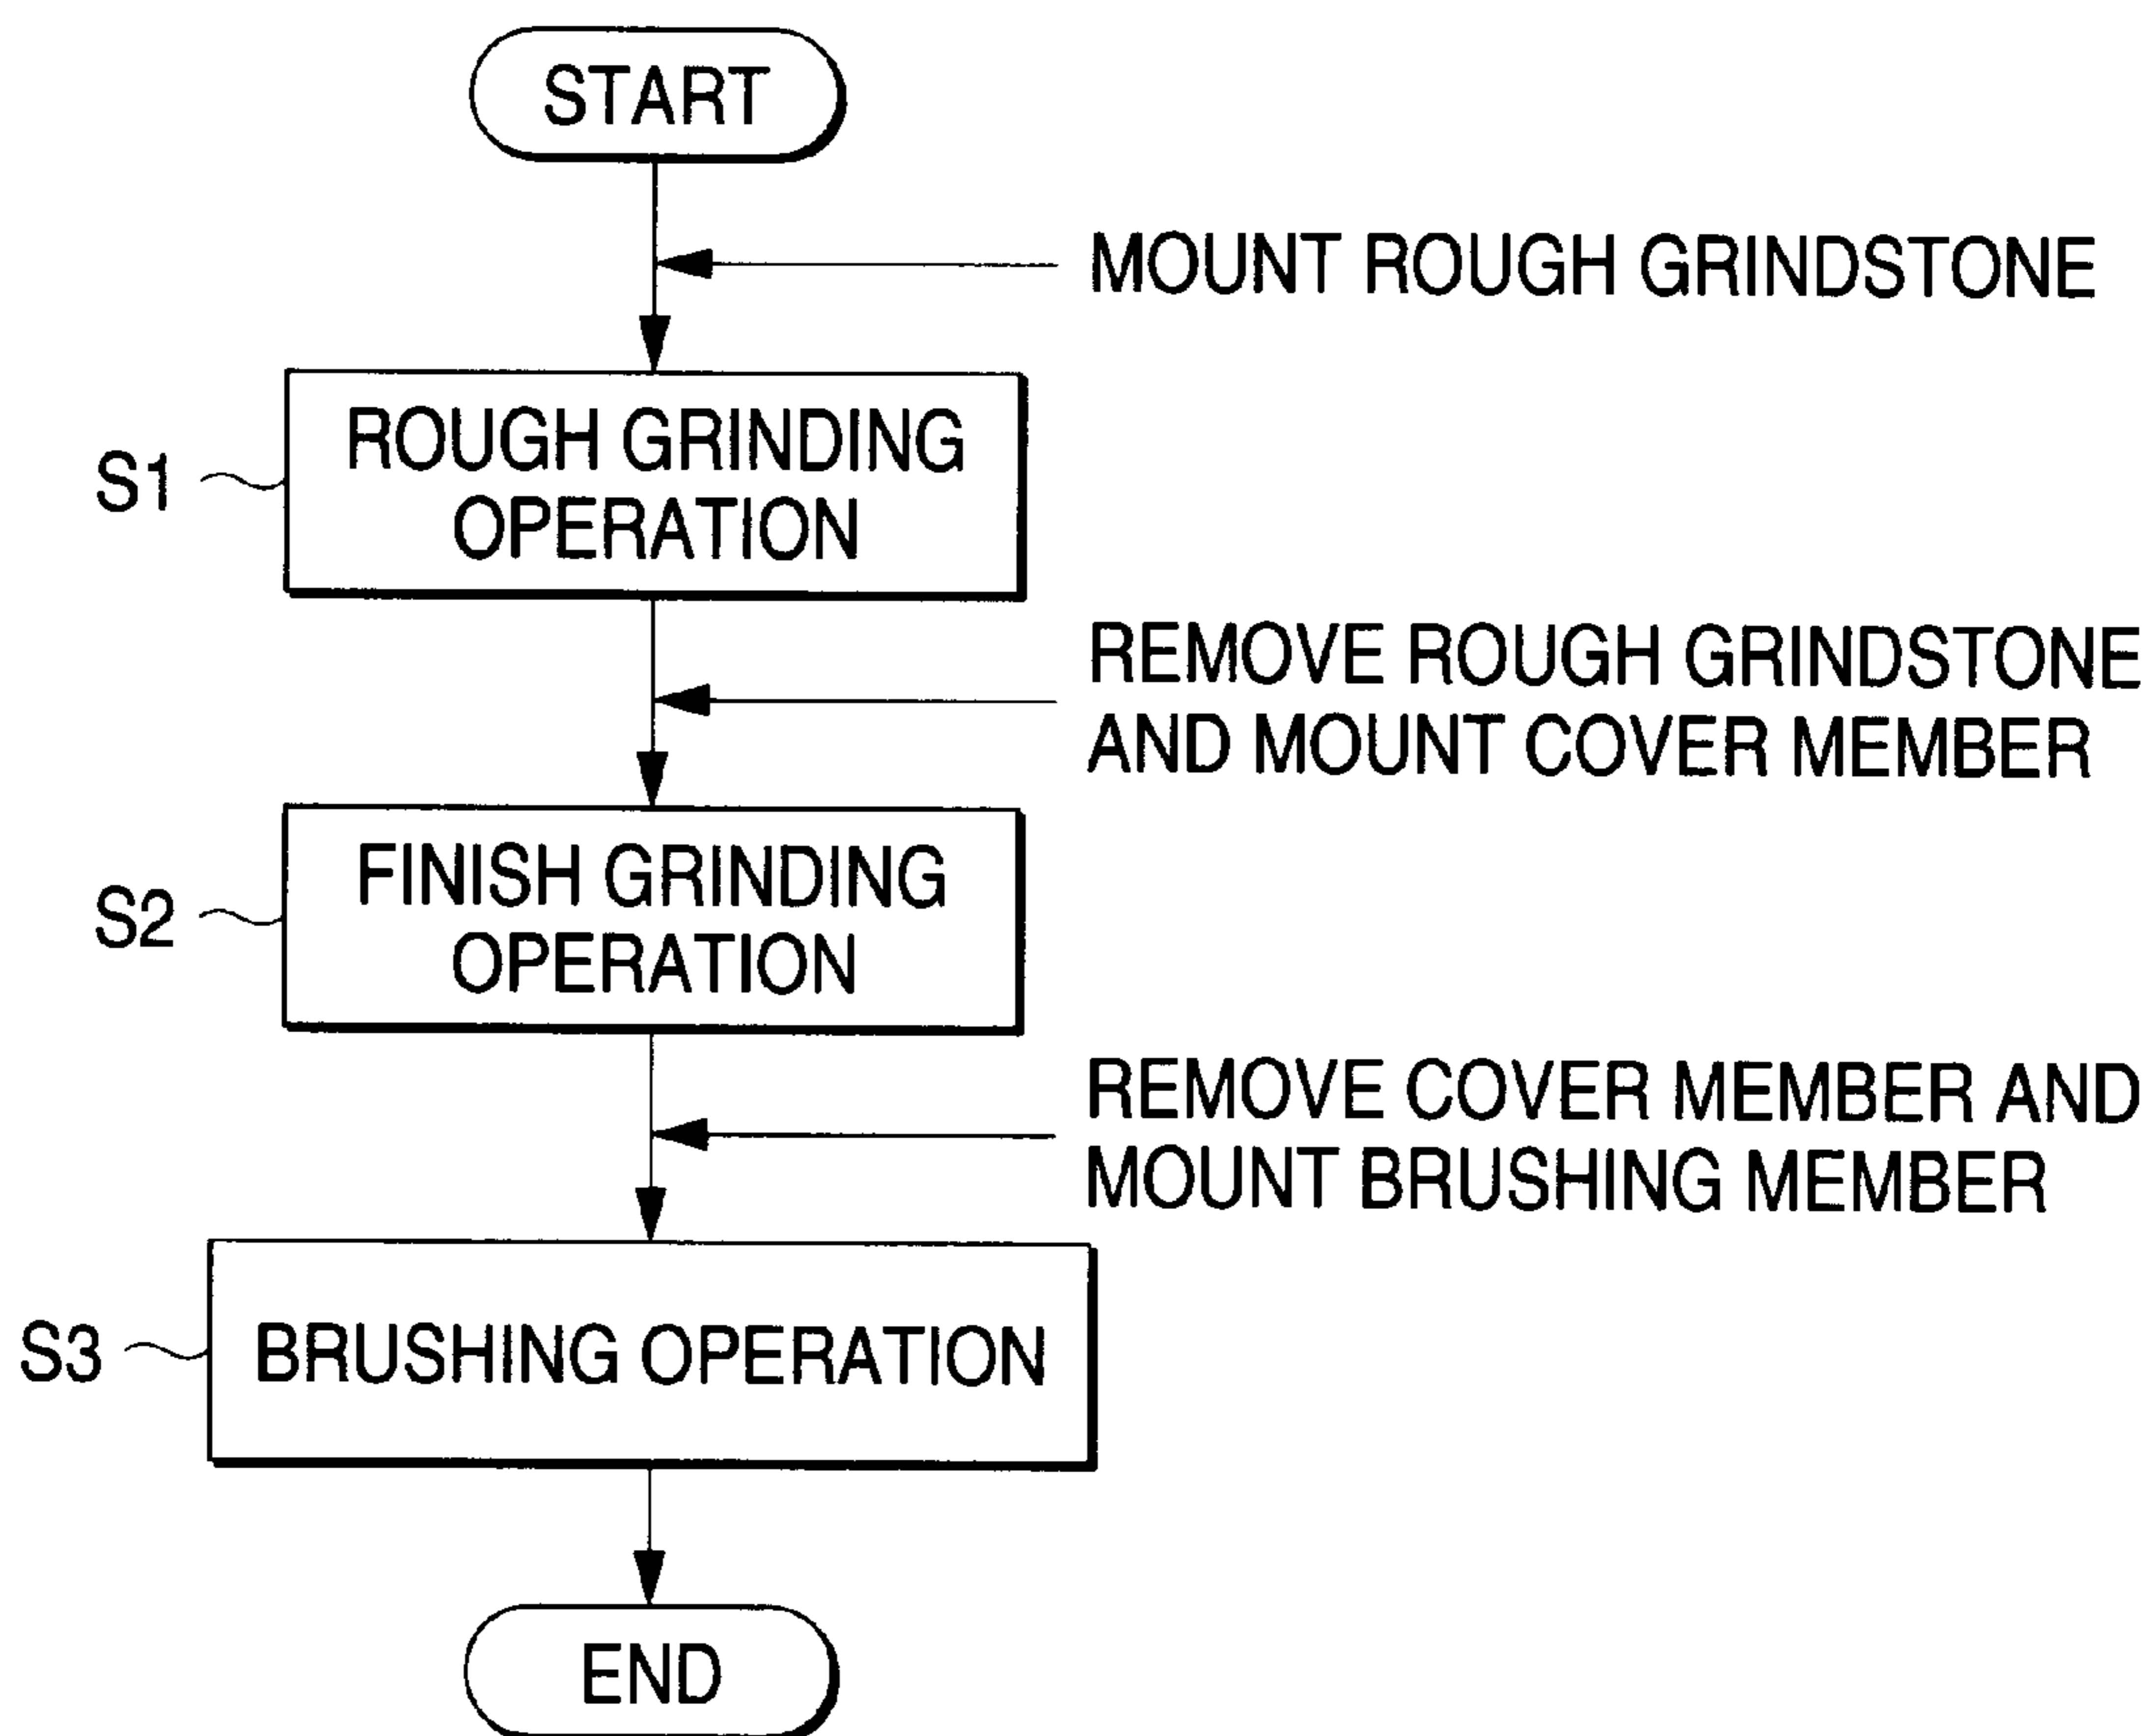 START
MOUNT ROUGH GRINDSTONE
S1
ROUGH GRINDING
OPERATION
REMOVE ROUGH GRINDSTONE
AND MOUNT COVER MEMBER
S2
FINISH GRINDING
OPERATION
REMOVE COVER MEMBER AND
MOUNT BRUSHING MEMBER
S3
BRUSHING OPERATION
END